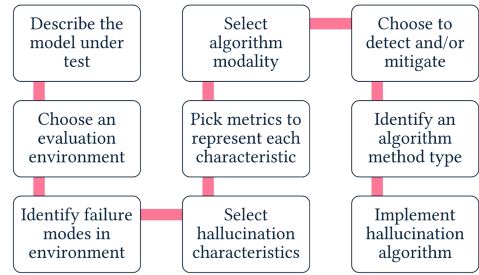 Describe the
model under
test
Choose an
evaluation
environment
Identify failure
modes in
environment
Select
hallucination
characteristics
Pick metrics to
represent each
characteristic
Select
algorithm
modality
Choose to
detect and/or
mitigate
Identify an
algorithm
method type
Implement
hallucination
algorithm